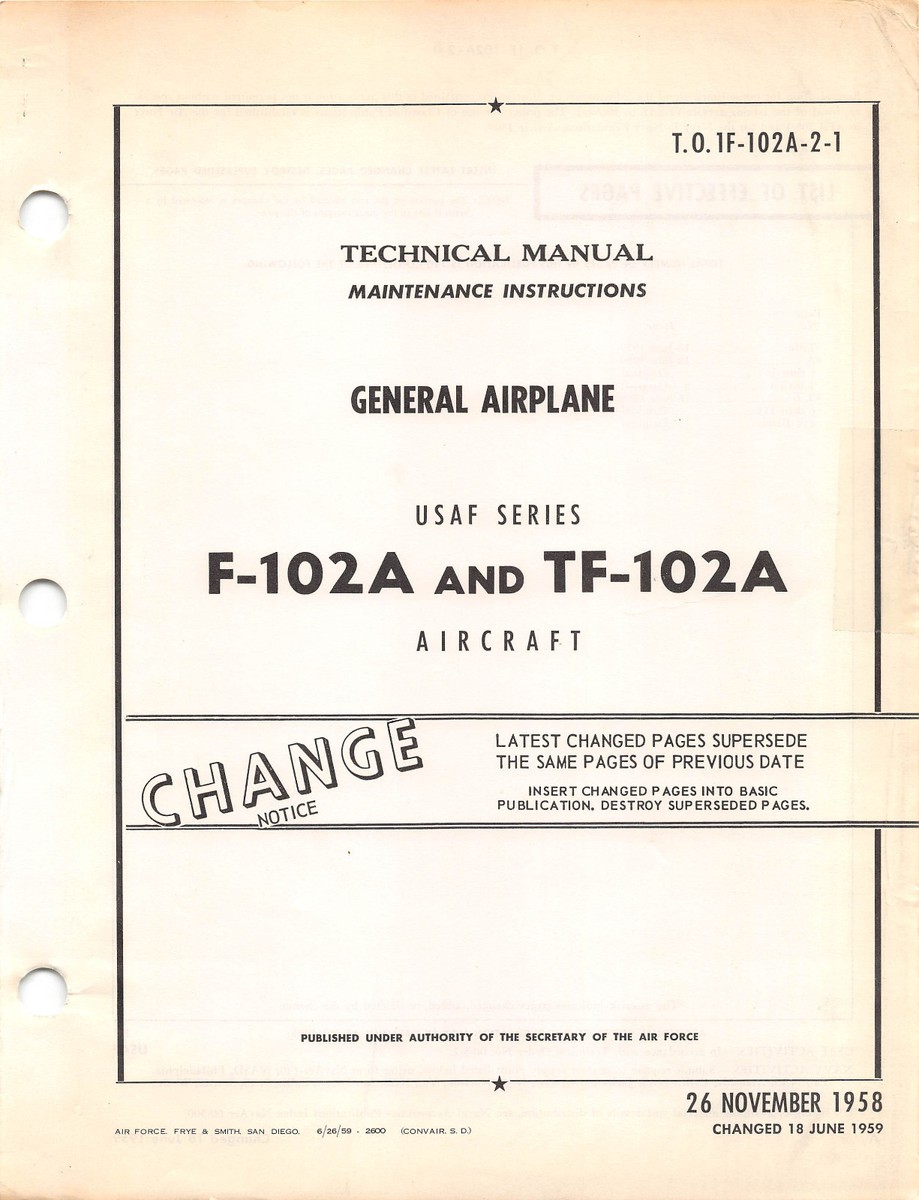 T.O. 1F-102A-2-1
TECHNICAL MANUAL
MAINTENANCE INSTRUCTIONS
GENERAL AIRPLANE
USAF SERIES
F-102A AND TF-102A
AIRCRAFT
CHANGE
NOTICE
LATEST CHANGED PAGES SUPERSEDE
THE SAME PAGES OF PREVIOUS DATE
INSERT CHANGED PAGES INTO BASIC
PUBLICATION. DESTROY SUPERSEDED PAGES.
PUBLISHED UNDER AUTHORITY OF THE SECRETARY OF THE AIR FORCE
26 NOVEMBER 1958
CHANGED 18 JUNE 1959
AIR FORCE, FRYE & SMITH, SAN DIEGO, 6/26/59 - 2600 (CONVAIR, S. D.)